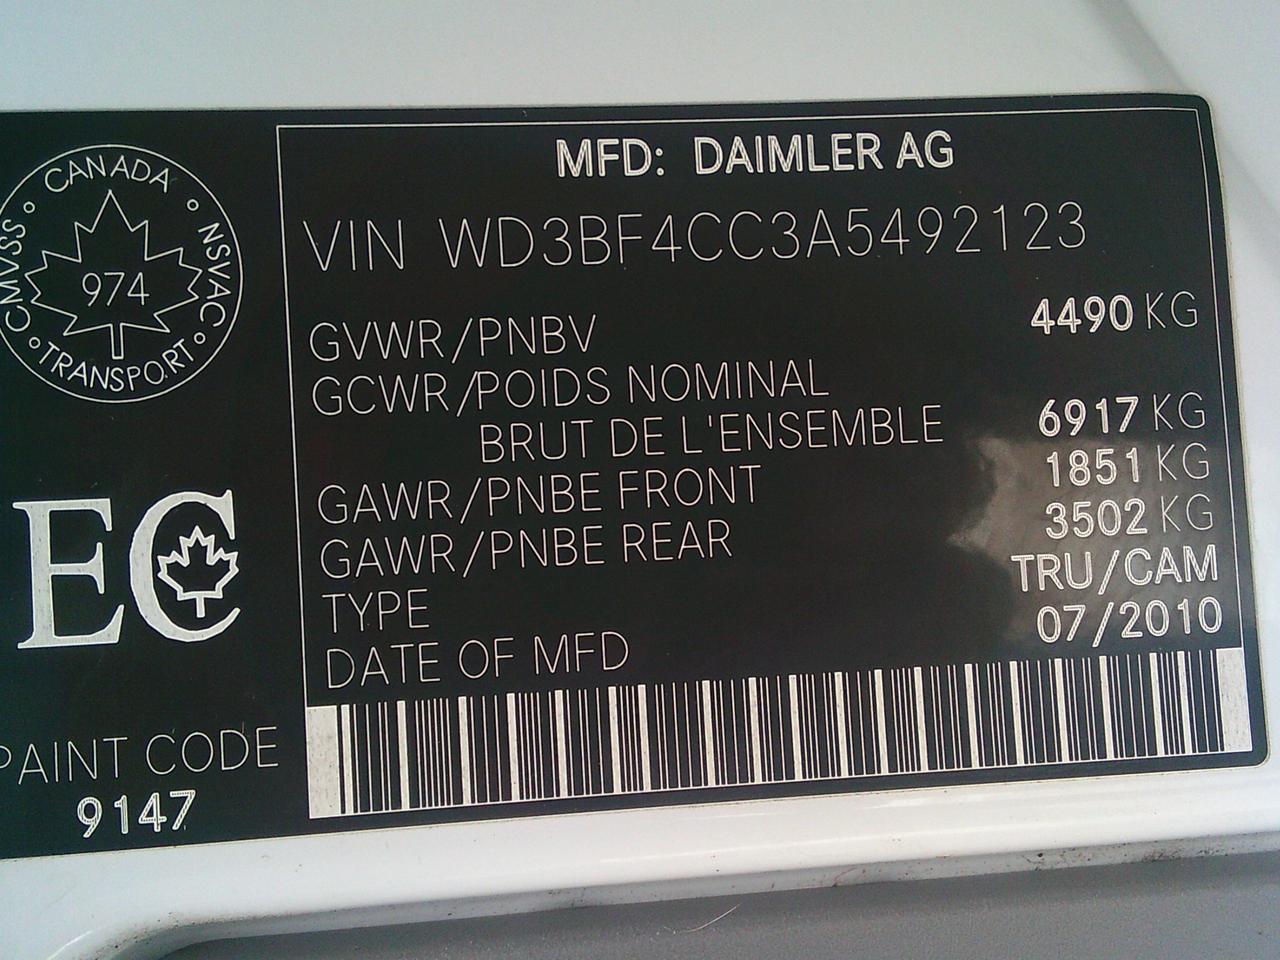 CANADA
CMVSS NSVAC
974
TRANSPORT
EC
PAINT CODE
9147
MFD: DAIMLER AG
VIN WD3BF4CC3A5492123
GVWR/PNBV 4490 KG
GCWR/POIDS NOMINAL
BRUT DE L'ENSEMBLE 6917 KG
GAWR/PNBE FRONT 1851 KG
GAWR/PNBE REAR 3502 KG
TYPE TRU/CAM
DATE OF MFD 07/2010